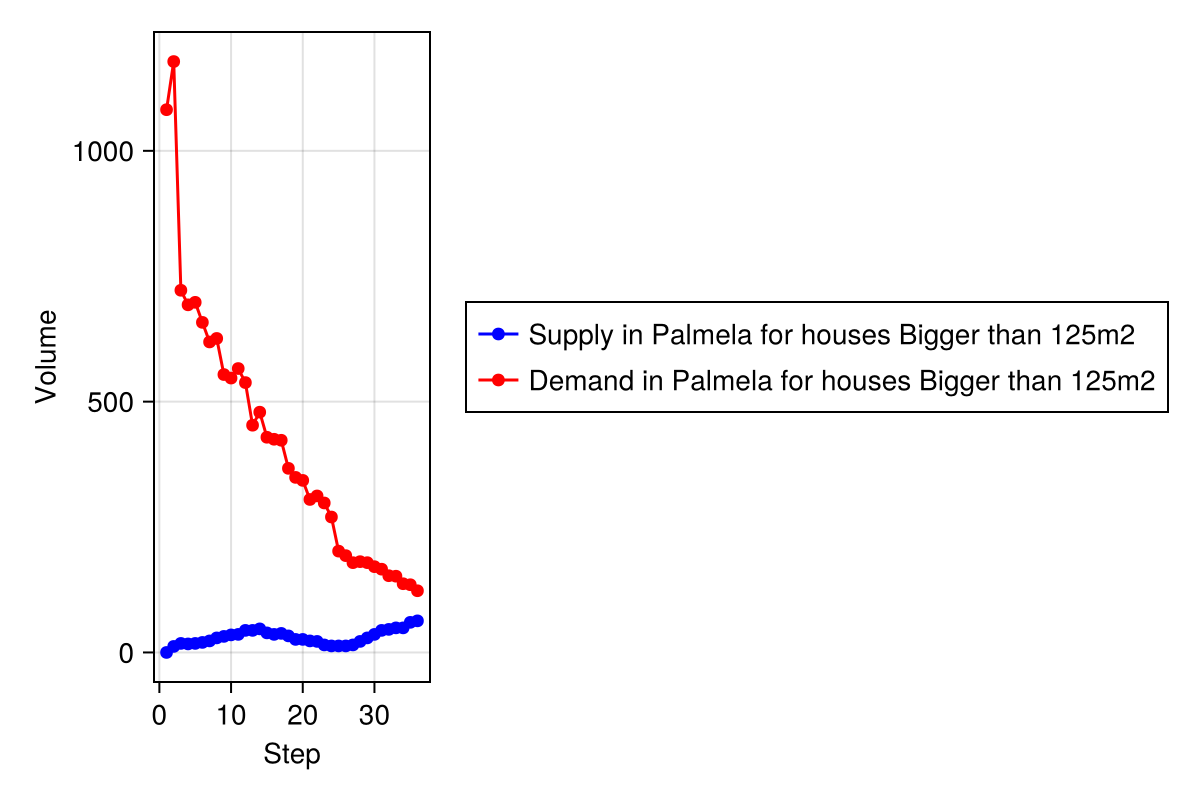 1000
500
0
Volume
0 10 20 30
Step
Supply in Palmela for houses Bigger than 125m2
Demand in Palmela for houses Bigger than 125m2